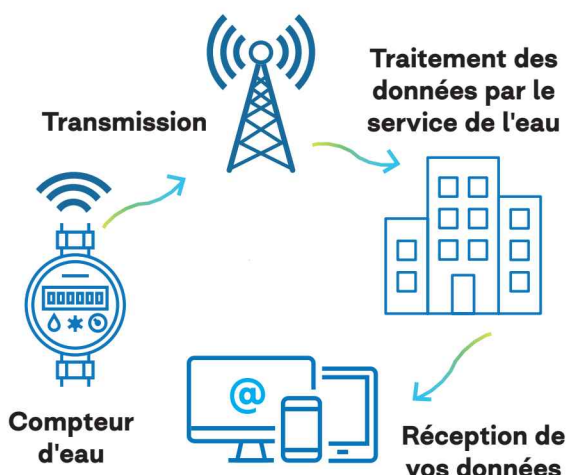 Transmission
Traitement des
données par le
service de l'eau
Compteur
d'eau
@
Réception de
vos données